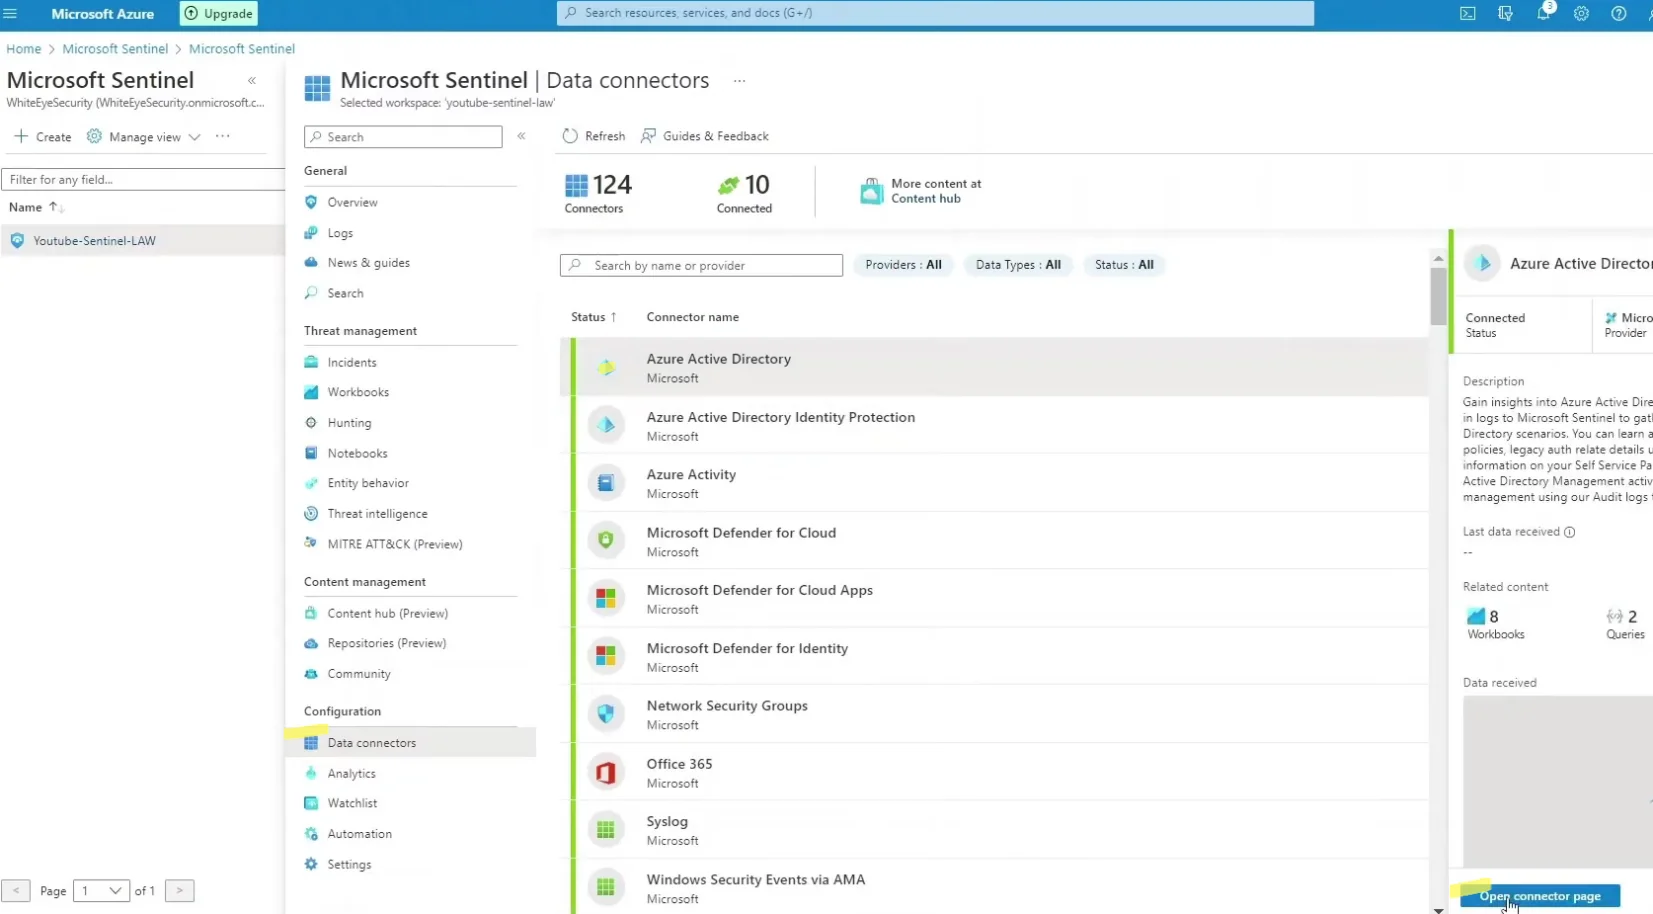 Microsoft Azure
Upgrade
Search resources, services, and docs (G+/)
3
Home > Microsoft Sentinel > Microsoft Sentinel
Microsoft Sentinel
WhiteEyeSecurity (WhiteEyeSecurity.onmicrosoft.c...
Create
Manage view
Filter for any field...
Name ↑↓
Youtube-Sentinel-LAW
< Page 1 of 1 >
Microsoft Sentinel | Data connectors ...
Selected workspace: 'youtube-sentinel-law'
Search
General
Overview
Logs
News & guides
Search
Threat management
Incidents
Workbooks
Hunting
Notebooks
Entity behavior
Threat intelligence
MITRE ATT&CK (Preview)
Content management
Content hub (Preview)
Repositories (Preview)
Community
Configuration
Data connectors
Analytics
Watchlist
Automation
Settings
Refresh
Guides & Feedback
124
Connectors
10
Connected
More content at
Content hub
Search by name or provider
Providers : All
Data Types : All
Status : All
Status ↑
Connector name
Azure Active Directory
Microsoft
Azure Active Directory Identity Protection
Microsoft
Azure Activity
Microsoft
Microsoft Defender for Cloud
Microsoft
Microsoft Defender for Cloud Apps
Microsoft
Microsoft Defender for Identity
Microsoft
Network Security Groups
Microsoft
Office 365
Microsoft
Syslog
Microsoft
Windows Security Events via AMA
Microsoft
Azure Active Director
Connected
Status
Micro
Provider
Description
Gain insights into Azure Active Dire
in logs to Microsoft Sentinel to gat
Directory scenarios. You can learn a
policies, legacy auth relate details u
information on your Self Service Pa
Active Directory Management activ
management using our Audit logs
Last data received
--
Related content
8
Workbooks
2
Queries
Data received
Open connector page